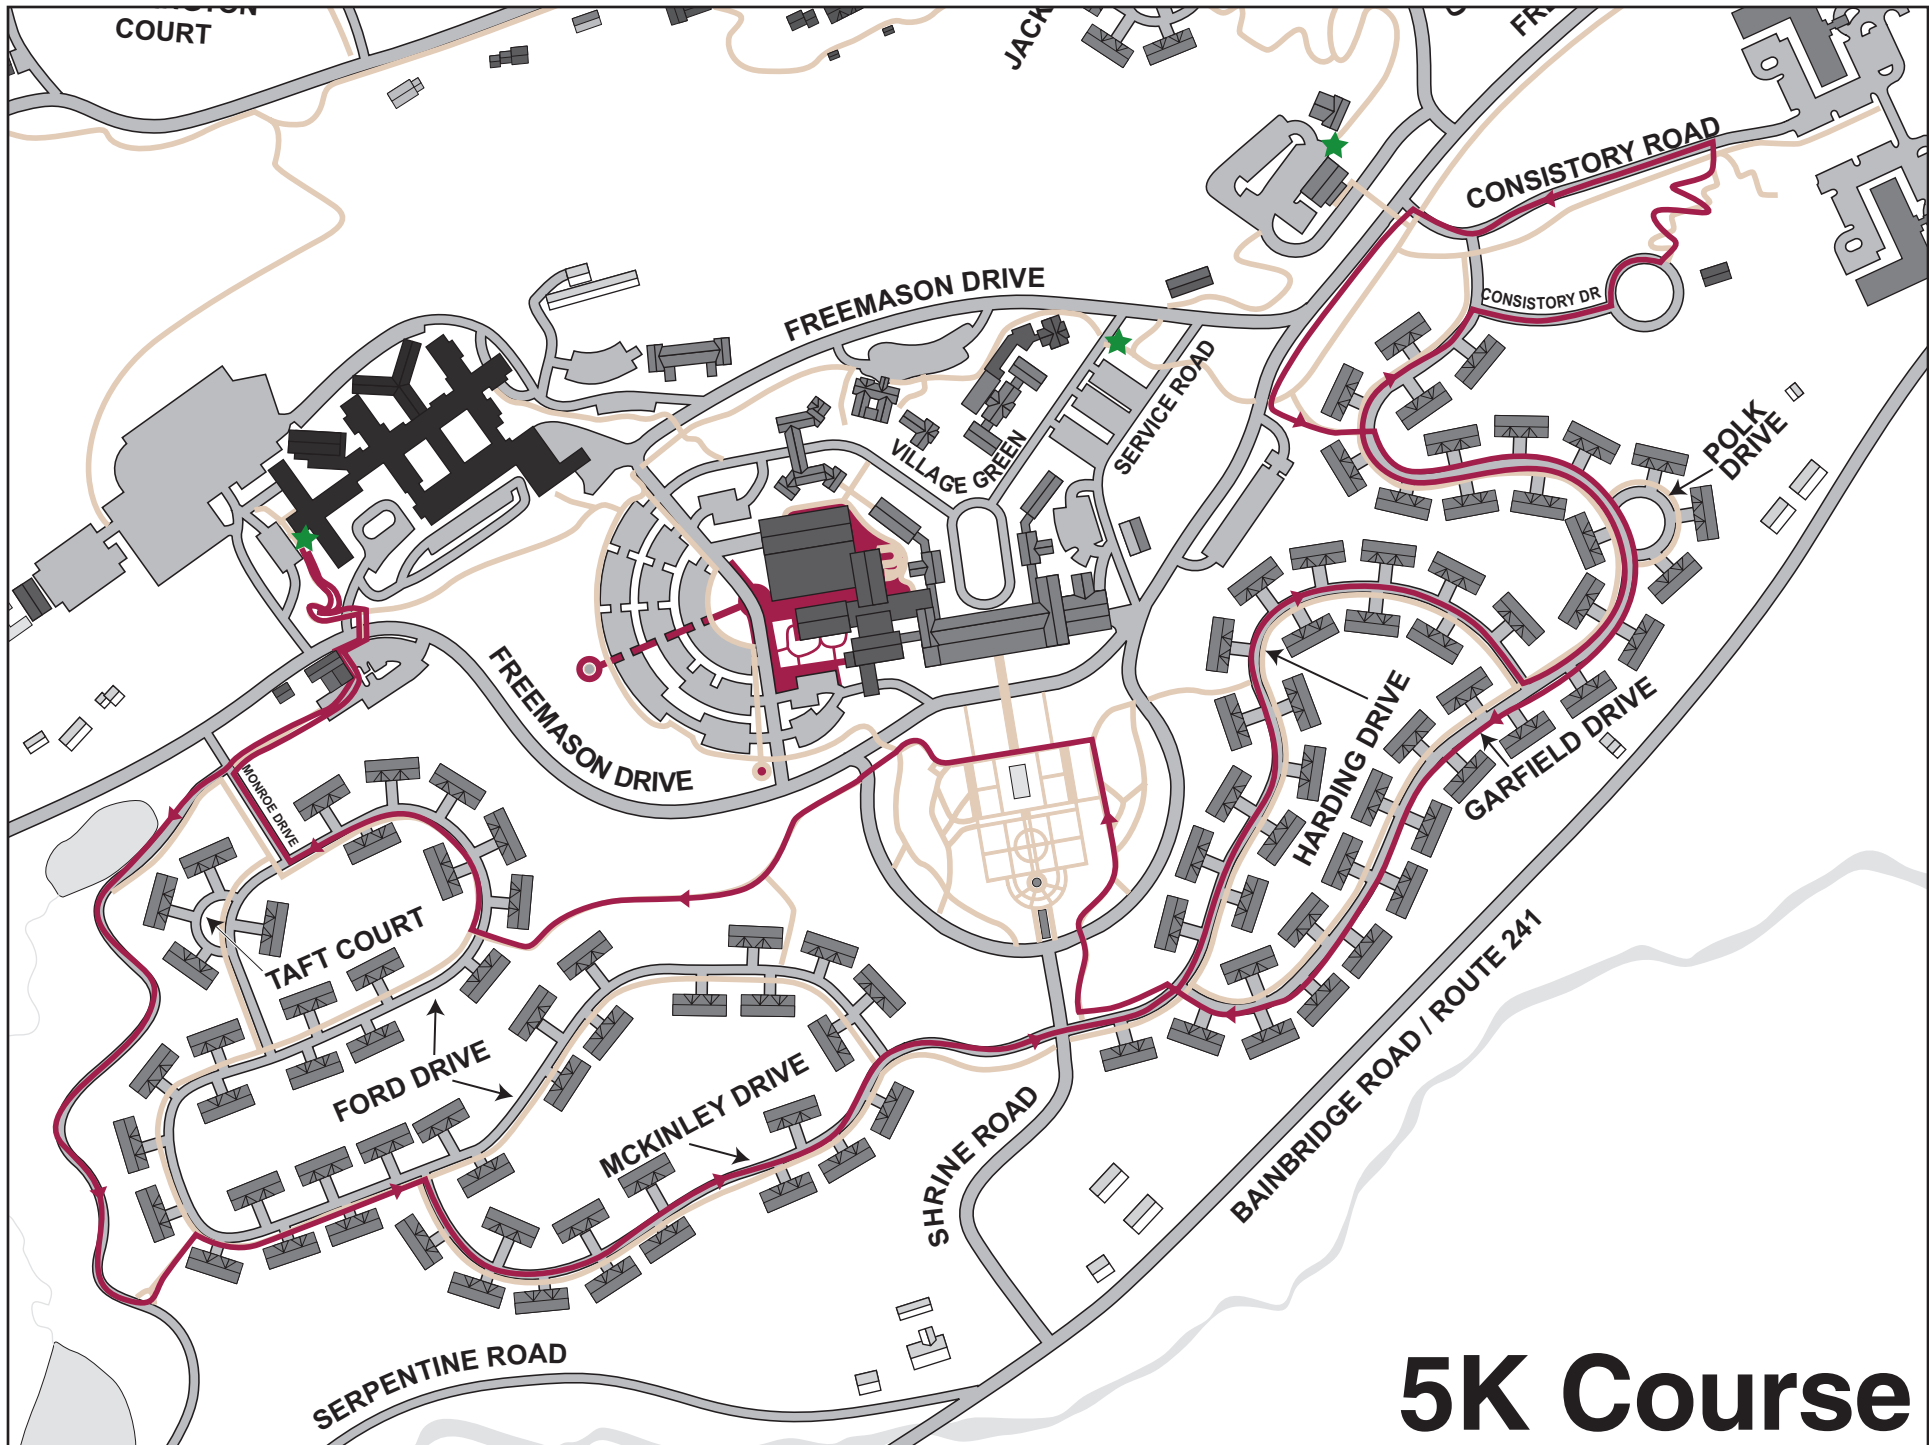 COURT
JACK
CONSISTORY ROAD
FREEMASON DRIVE
CONSISTORY DR
SERVICE ROAD
VILLAGE GREEN
POLK
DRIVE
FREEMASON DRIVE
HARDING DRIVE
GARFIELD DRIVE
MONROE DRIVE
TAFT COURT
FORD DRIVE
MCKINLEY DRIVE
SHRINE ROAD
BAINBRIDGE ROAD / ROUTE 241
SERPENTINE ROAD
5K Course